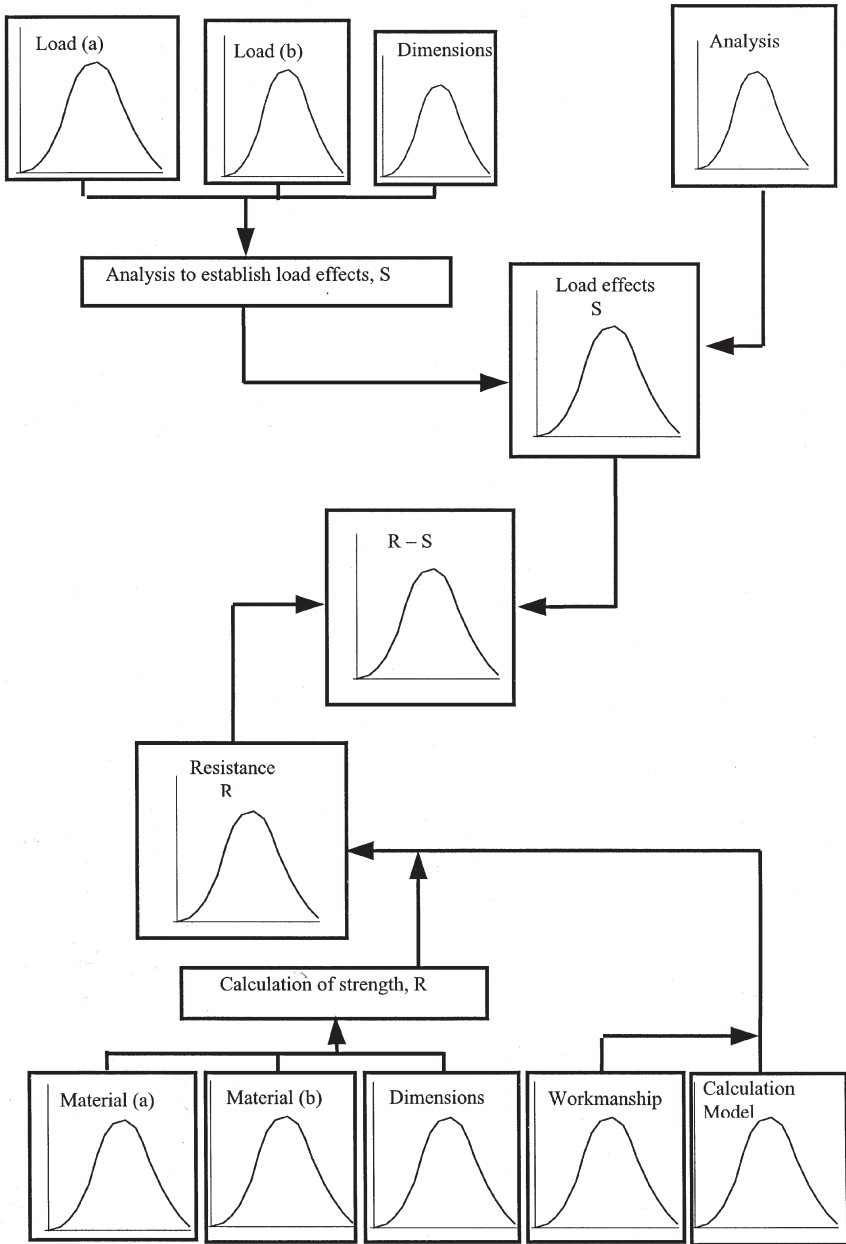 Load (a)
Load (b)
Dimensions
Analysis
Analysis to establish load effects, S
Load effects
S
R – S
Resistance
R
Calculation of strength, R
Material (a)
Material (b)
Dimensions
Workmanship
Calculation
Model